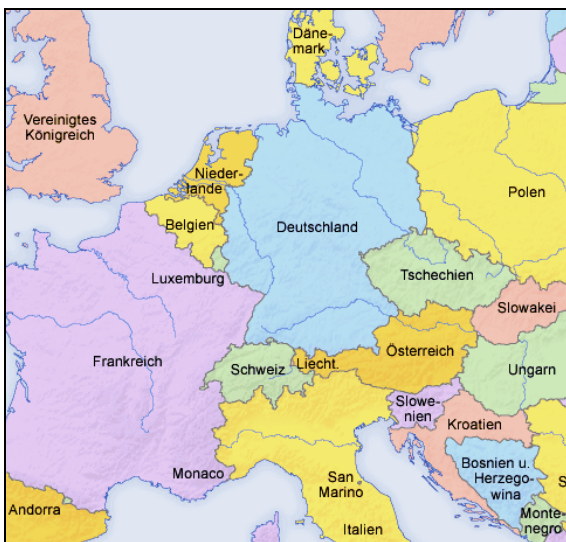 Däne-
mark
Vereinigtes
Königreich
Nieder-
lande
Polen
Belgien
Deutschland
Luxemburg
Tschechien
Slowakei
Frankreich
Schweiz
Liecht.
Österreich
Ungarn
Slowe-
nien
Kroatien
Monaco
San
Marino
Bosnien u.
Herzego-
wina
S
Andorra
Italien
Monte-
negro